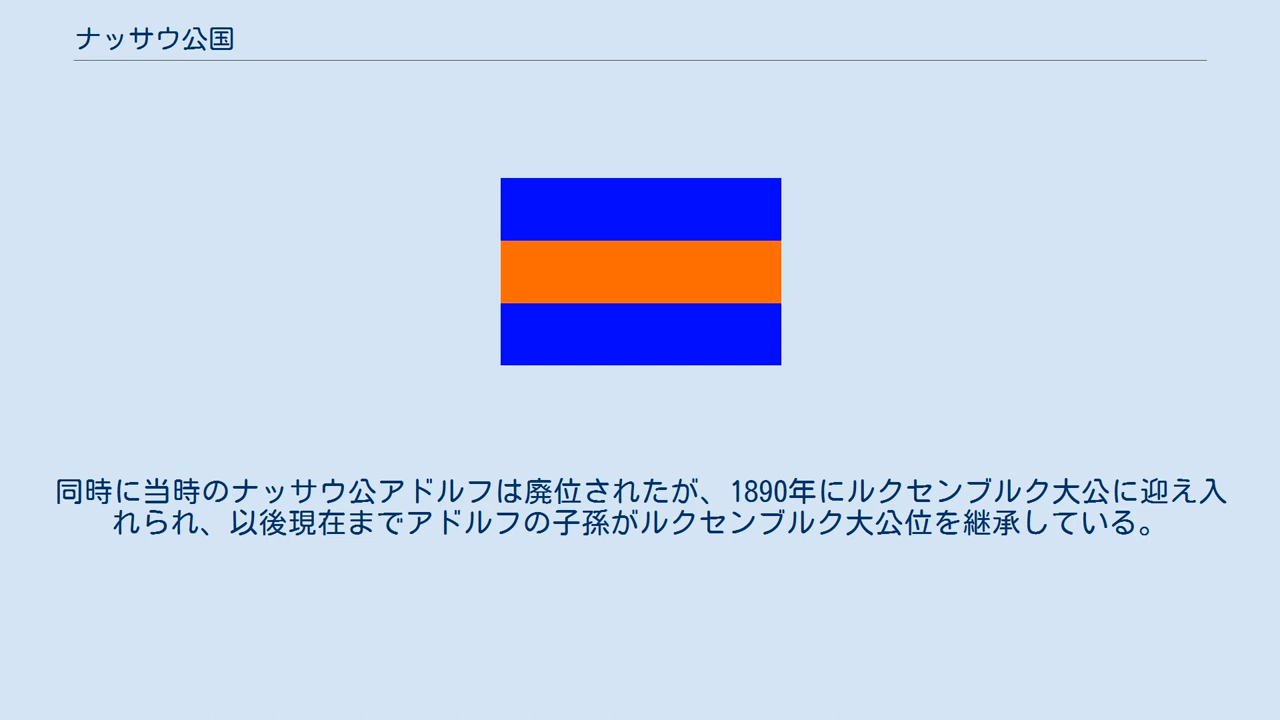 ナッサウ公国
同時に当時のナッサウ公アドルフは廃位されたが、1890年にルクセンブルク大公に迎え入
れられ、以後現在までアドルフの子孫がルクセンブルク大公位を継承している。